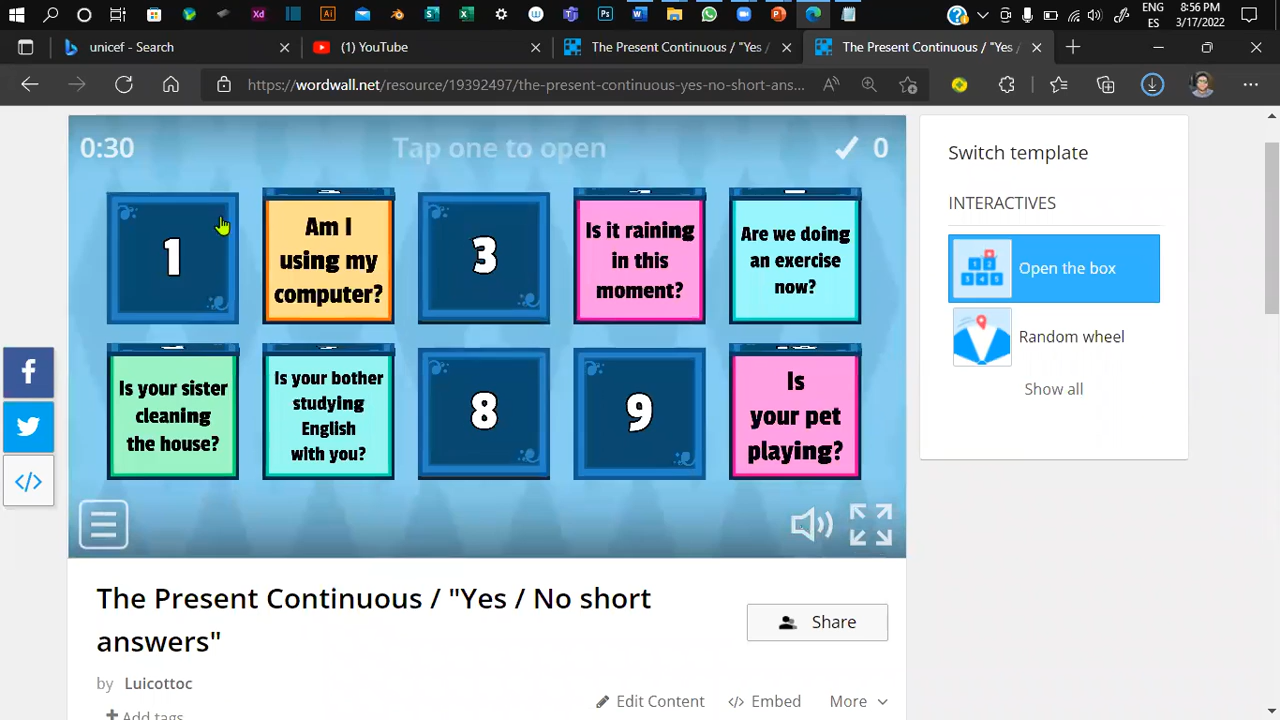 ENG
ES
8:56 PM
3/17/2022
unicef - Search
(1) YouTube
The Present Continuous / "Yes /
The Present Continuous / "Yes /
https://wordwall.net/resource/19392497/the-present-continuous-yes-no-short-ans...
0:30
Tap one to open
0
1
Am I
using my
computer?
3
Is it raining
in this
moment?
Are we doing
an exercise
now?
Is your sister
cleaning
the house?
Is your bother
studying
English
with you?
8
9
Is
your pet
playing?
Switch template
INTERACTIVES
Open the box
Random wheel
Show all
The Present Continuous / "Yes / No short
answers"
Share
by Luicottoc
Edit Content
Embed
More
Add tags